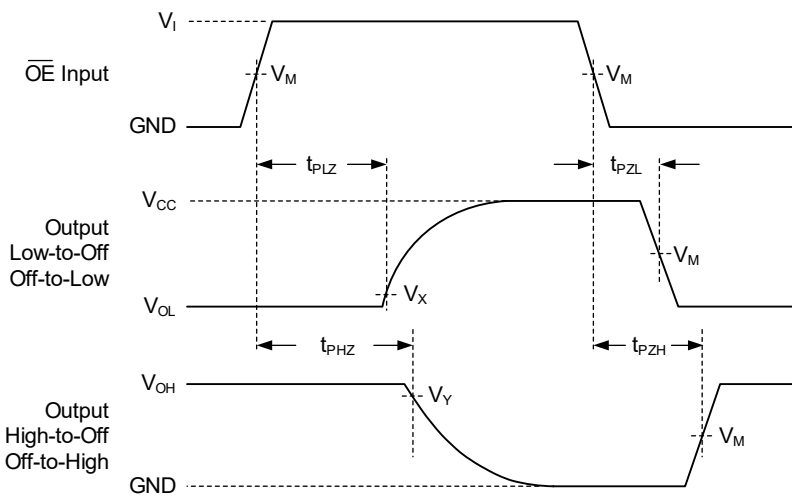 V_I
O̅E̅ Input
V_M
V_M
GND
t_PLZ
t_PZL
V_CC
Output
Low-to-Off
Off-to-Low
V_M
V_X
V_OL
t_PHZ
t_PZH
V_OH
V_Y
Output
High-to-Off
Off-to-High
V_M
GND